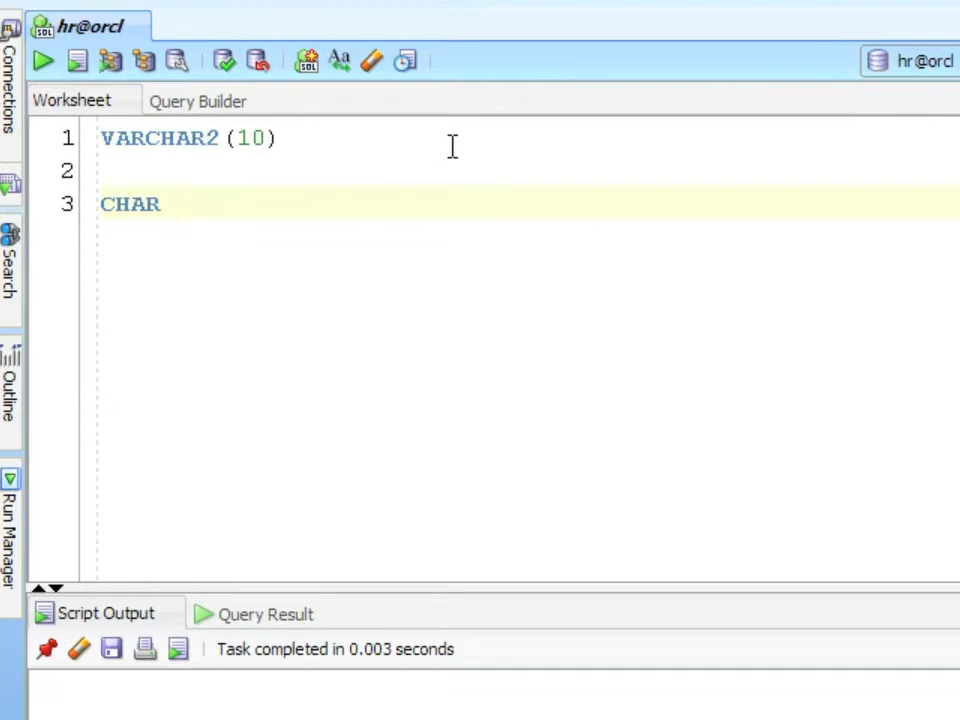 hr@orcl
SQL
hr@orcl
Worksheet
Query Builder
1 VARCHAR2(10)
2
3 CHAR
Connections
Search
Outline
Run Manager
Script Output
Query Result
Task completed in 0.003 seconds